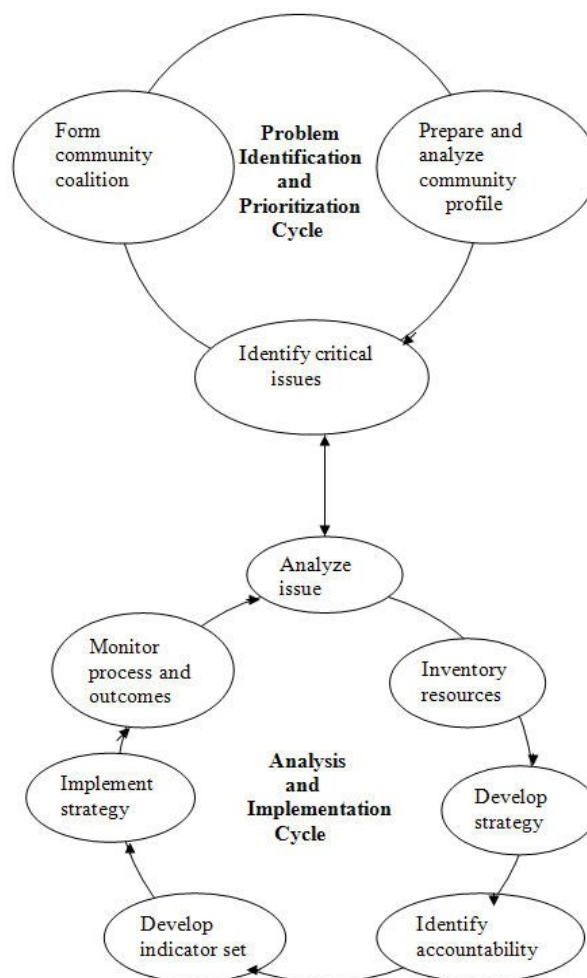 Form
community
coalition
Problem
Identification
and
Prioritization
Cycle
Prepare and
analyze
community
profile
Identify critical
issues
Analyze
issue
Monitor
process and
outcomes
Inventory
resources
Analysis
and
Implementation
Cycle
Implement
strategy
Develop
strategy
Develop
indicator set
Identify
accountability